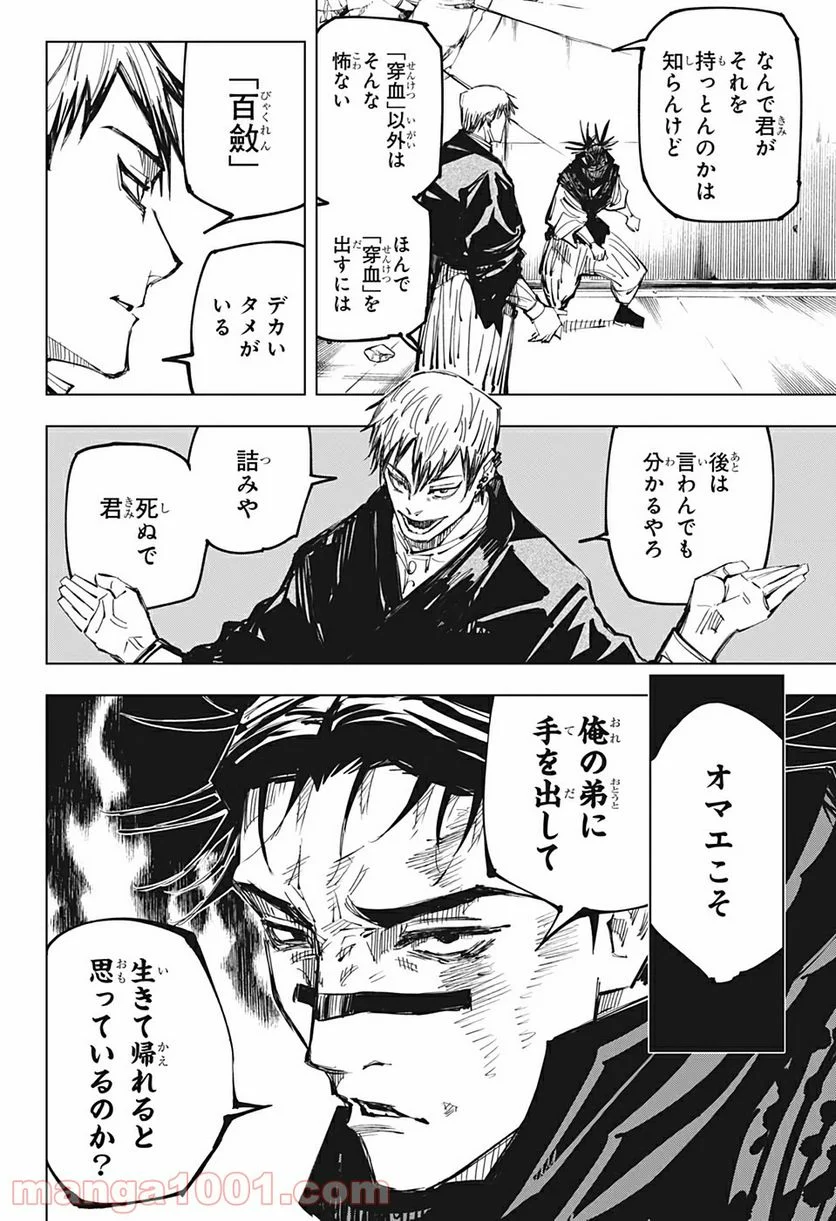 なんで君が
それを
持っとんのかは
知らんけど
「穿血」以外は
そんな
怖ない
ほんで
「穿血」を
出すには
「百斂」
デカい
タメが
いる
後は
言わんでも
分かるやろ
詰みや
死ぬで
君
オマエこそ
俺の弟に
手を出して
生きて帰れると
思っているのか？
manga1001.com